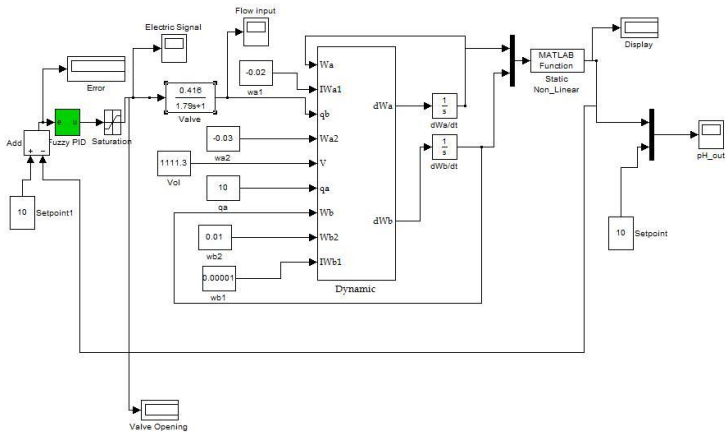 Electric Signal
Flow input
Error
0.416
1.79s+1
Valve
-0.02
wa1
Wa
IWa1
qb
Wa2
V
qa
Wb
Wb2
IWb1
dWa
dWb
Dynamic
1
s
dWa/dt
1
s
dWb/dt
MATLAB
Function
Static
Non_Linear
Display
pH_out
10
Setpoint
Add
+ −
e u
Fuzzy PID
Saturation
10
Setpoint1
-0.03
wa2
1111.3
Vol
10
qa
0.01
wb2
0.00001
wb1
Valve Opening